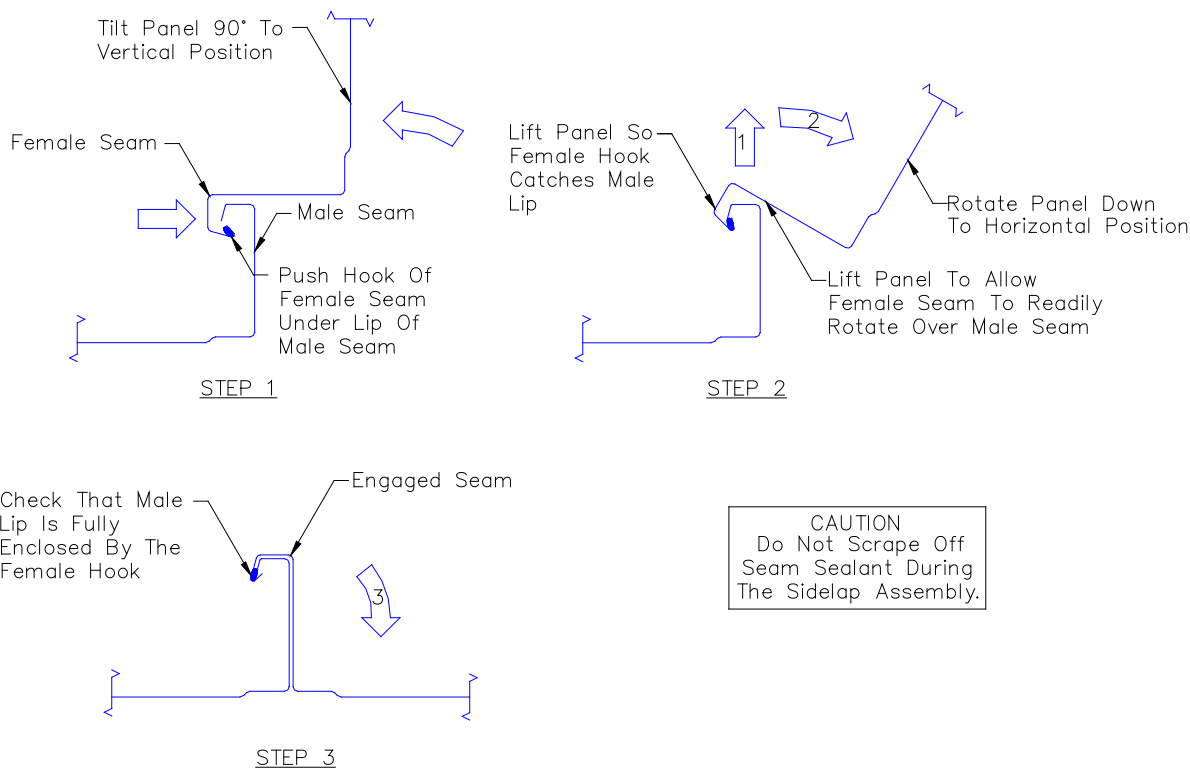 Tilt Panel 90° To
Vertical Position
Female Seam
Male Seam
Push Hook Of
Female Seam
Under Lip Of
Male Seam
STEP 1
Lift Panel So
Female Hook
Catches Male
Lip
1
2
Rotate Panel Down
To Horizontal Position
Lift Panel To Allow
Female Seam To Readily
Rotate Over Male Seam
STEP 2
Check That Male
Lip Is Fully
Enclosed By The
Female Hook
Engaged Seam
3
STEP 3
CAUTION
Do Not Scrape Off
Seam Sealant During
The Sidelap Assembly.